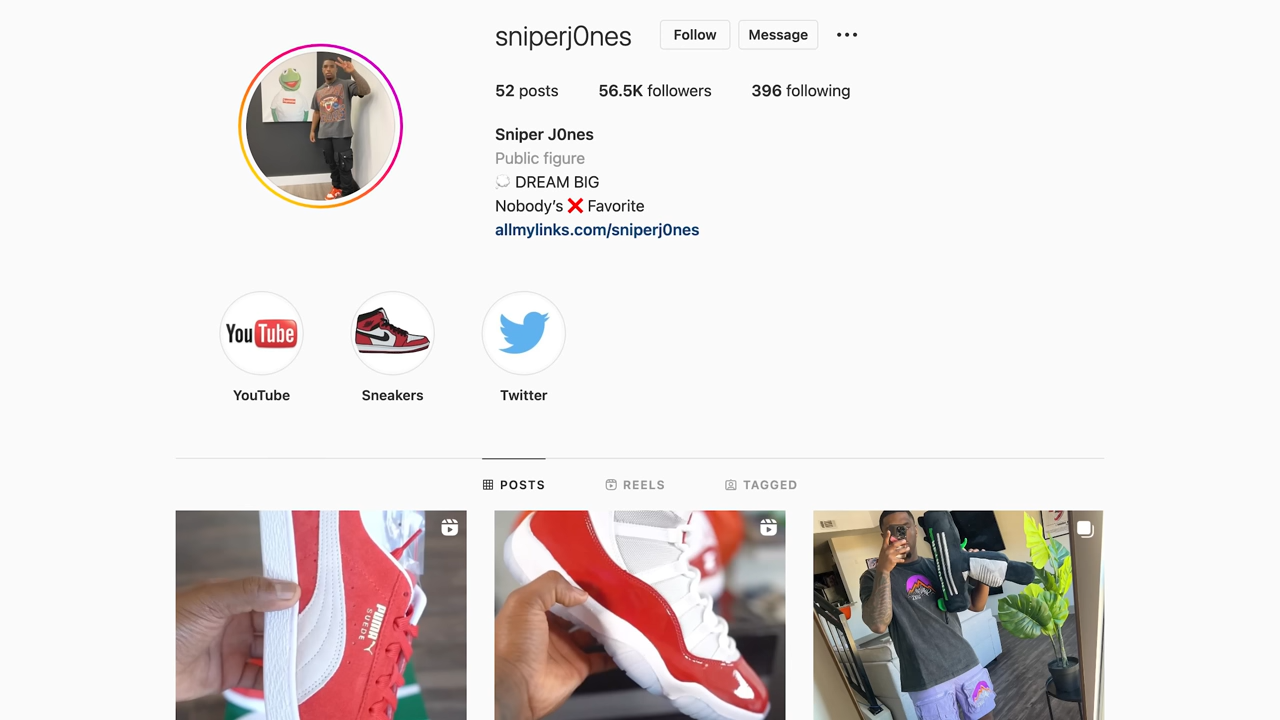 sniperj0nes
Follow
Message
52 posts
56.5K followers
396 following
Sniper J0nes
Public figure
💭 DREAM BIG
Nobody’s ❌ Favorite
allmylinks.com/sniperj0nes
YouTube
YouTube
Sneakers
Twitter
POSTS
REELS
TAGGED
PUMA
SUEDE